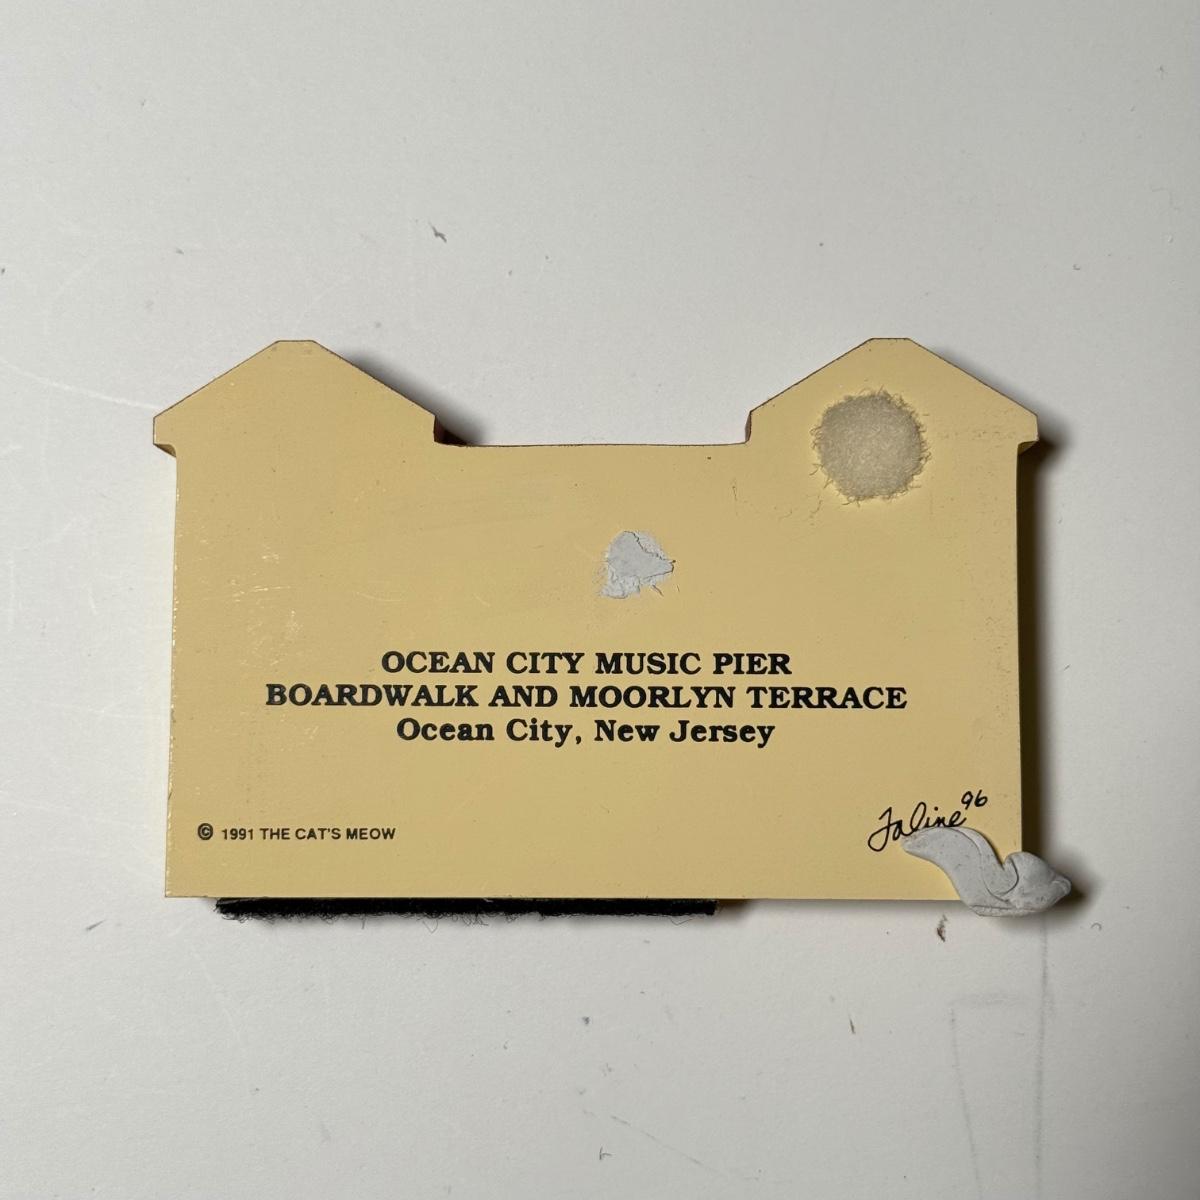 OCEAN CITY MUSIC PIER
BOARDWALK AND MOORLYN TERRACE
Ocean City, New Jersey
Faline 96
© 1991 THE CAT'S MEOW